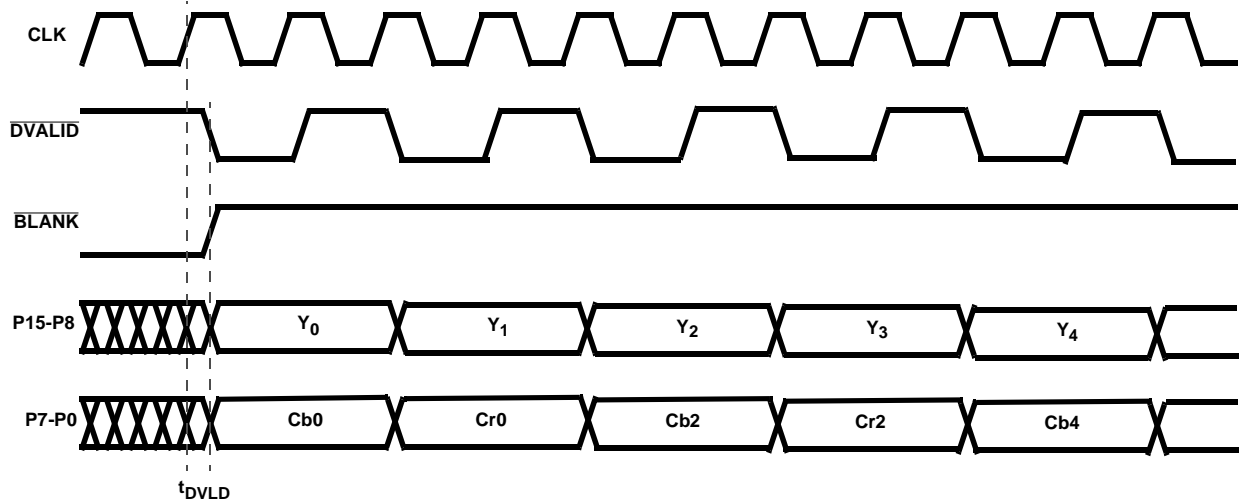 CLK
DVALID
BLANK
P15-P8 Y0 Y1 Y2 Y3 Y4
P7-P0 Cb0 Cr0 Cb2 Cr2 Cb4
tDVLD